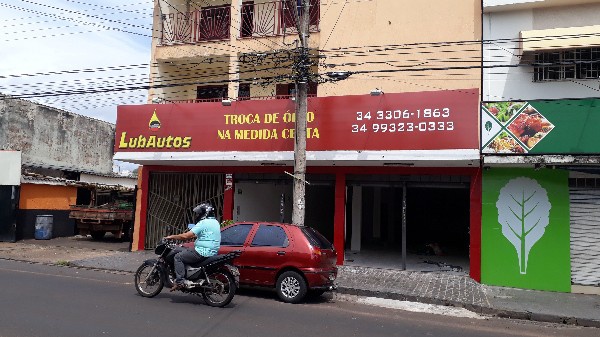 LubAutos
TROCA DE ÓLEO
NA MEDIDA CERTA
34 3306-1863
34 99323-0333